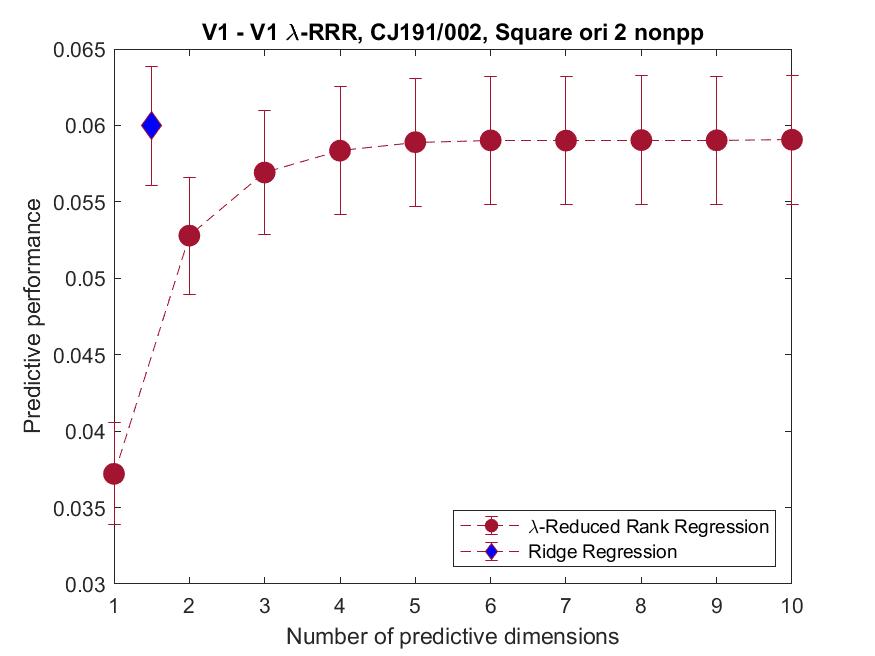 V1 - V1 λ-RRR, CJ191/002, Square ori 2 nonpp
0.065
0.06
0.055
0.05
0.045
0.04
0.035
0.03
Predictive performance
λ-Reduced Rank Regression
Ridge Regression
1 2 3 4 5 6 7 8 9 10
Number of predictive dimensions